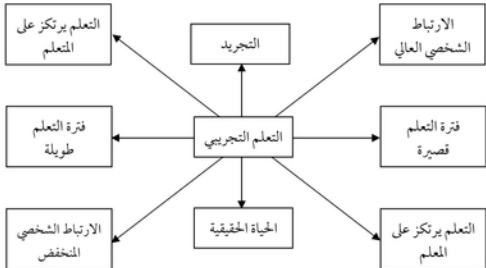 الارتباط
الشخصي العالي
التجريد
التعلم يرتكز على
المتعلم
فترة التعلم
قصيرة
التعلم التجريبي
فترة التعلم
طويلة
التعلم يرتكز على
المعلم
الحياة الحقيقية
الارتباط الشخصي
المنخفض